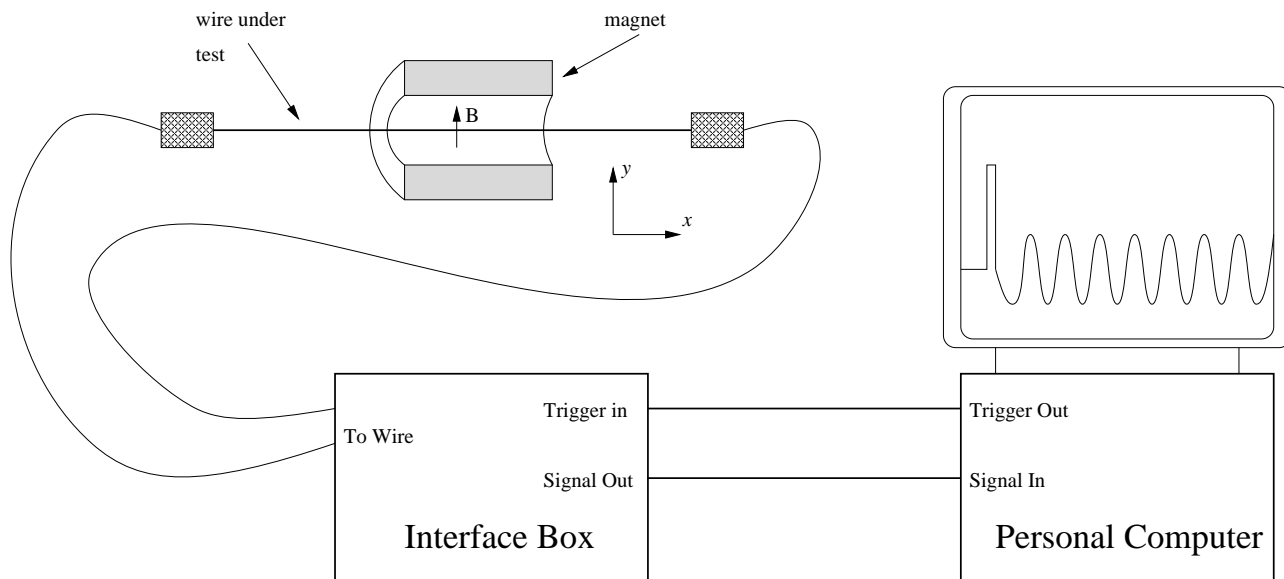 wire under
test
magnet
B
y
x
Trigger in
To Wire
Signal Out
Interface Box
Trigger Out
Signal In
Personal Computer